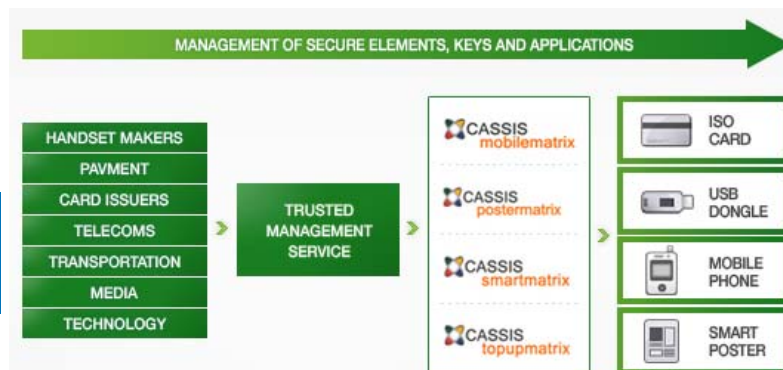 MANAGEMENT OF SECURE ELEMENTS, KEYS AND APPLICATIONS
HANDSET MAKERS
PAVMENT
CARD ISSUERS
TELECOMS
TRANSPORTATION
MEDIA
TECHNOLOGY
TRUSTED
MANAGEMENT
SERVICE
CASSIS
mobilematrix
CASSIS
postermatrix
CASSIS
smartmatrix
CASSIS
topupmatrix
ISO
CARD
USB
DONGLE
MOBILE
PHONE
SMART
POSTER